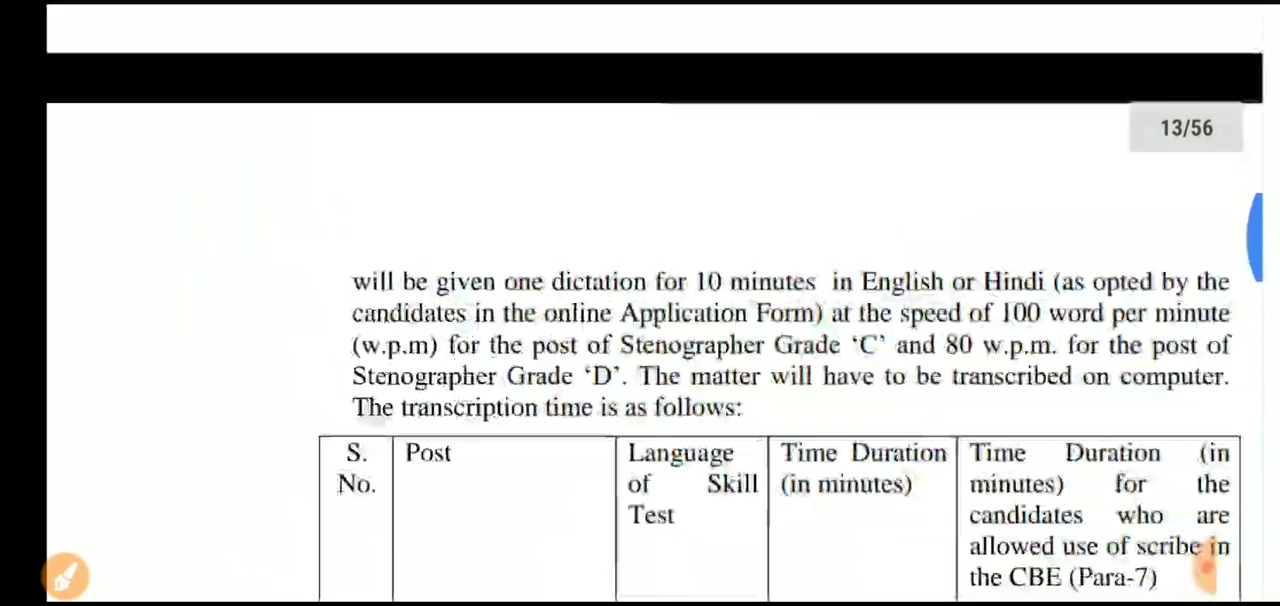 13/56
will be given one dictation for 10 minutes in English or Hindi (as opted by the
candidates in the online Application Form) at the speed of 100 word per minute
(w.p.m) for the post of Stenographer Grade ‘C’ and 80 w.p.m. for the post of
Stenographer Grade ‘D’. The matter will have to be transcribed on computer.
The transcription time is as follows:
S. No.
Post
Language of Skill Test
Time Duration (in minutes)
Time Duration (in
minutes) for the
candidates who are
allowed use of scribe in
the CBE (Para-7)